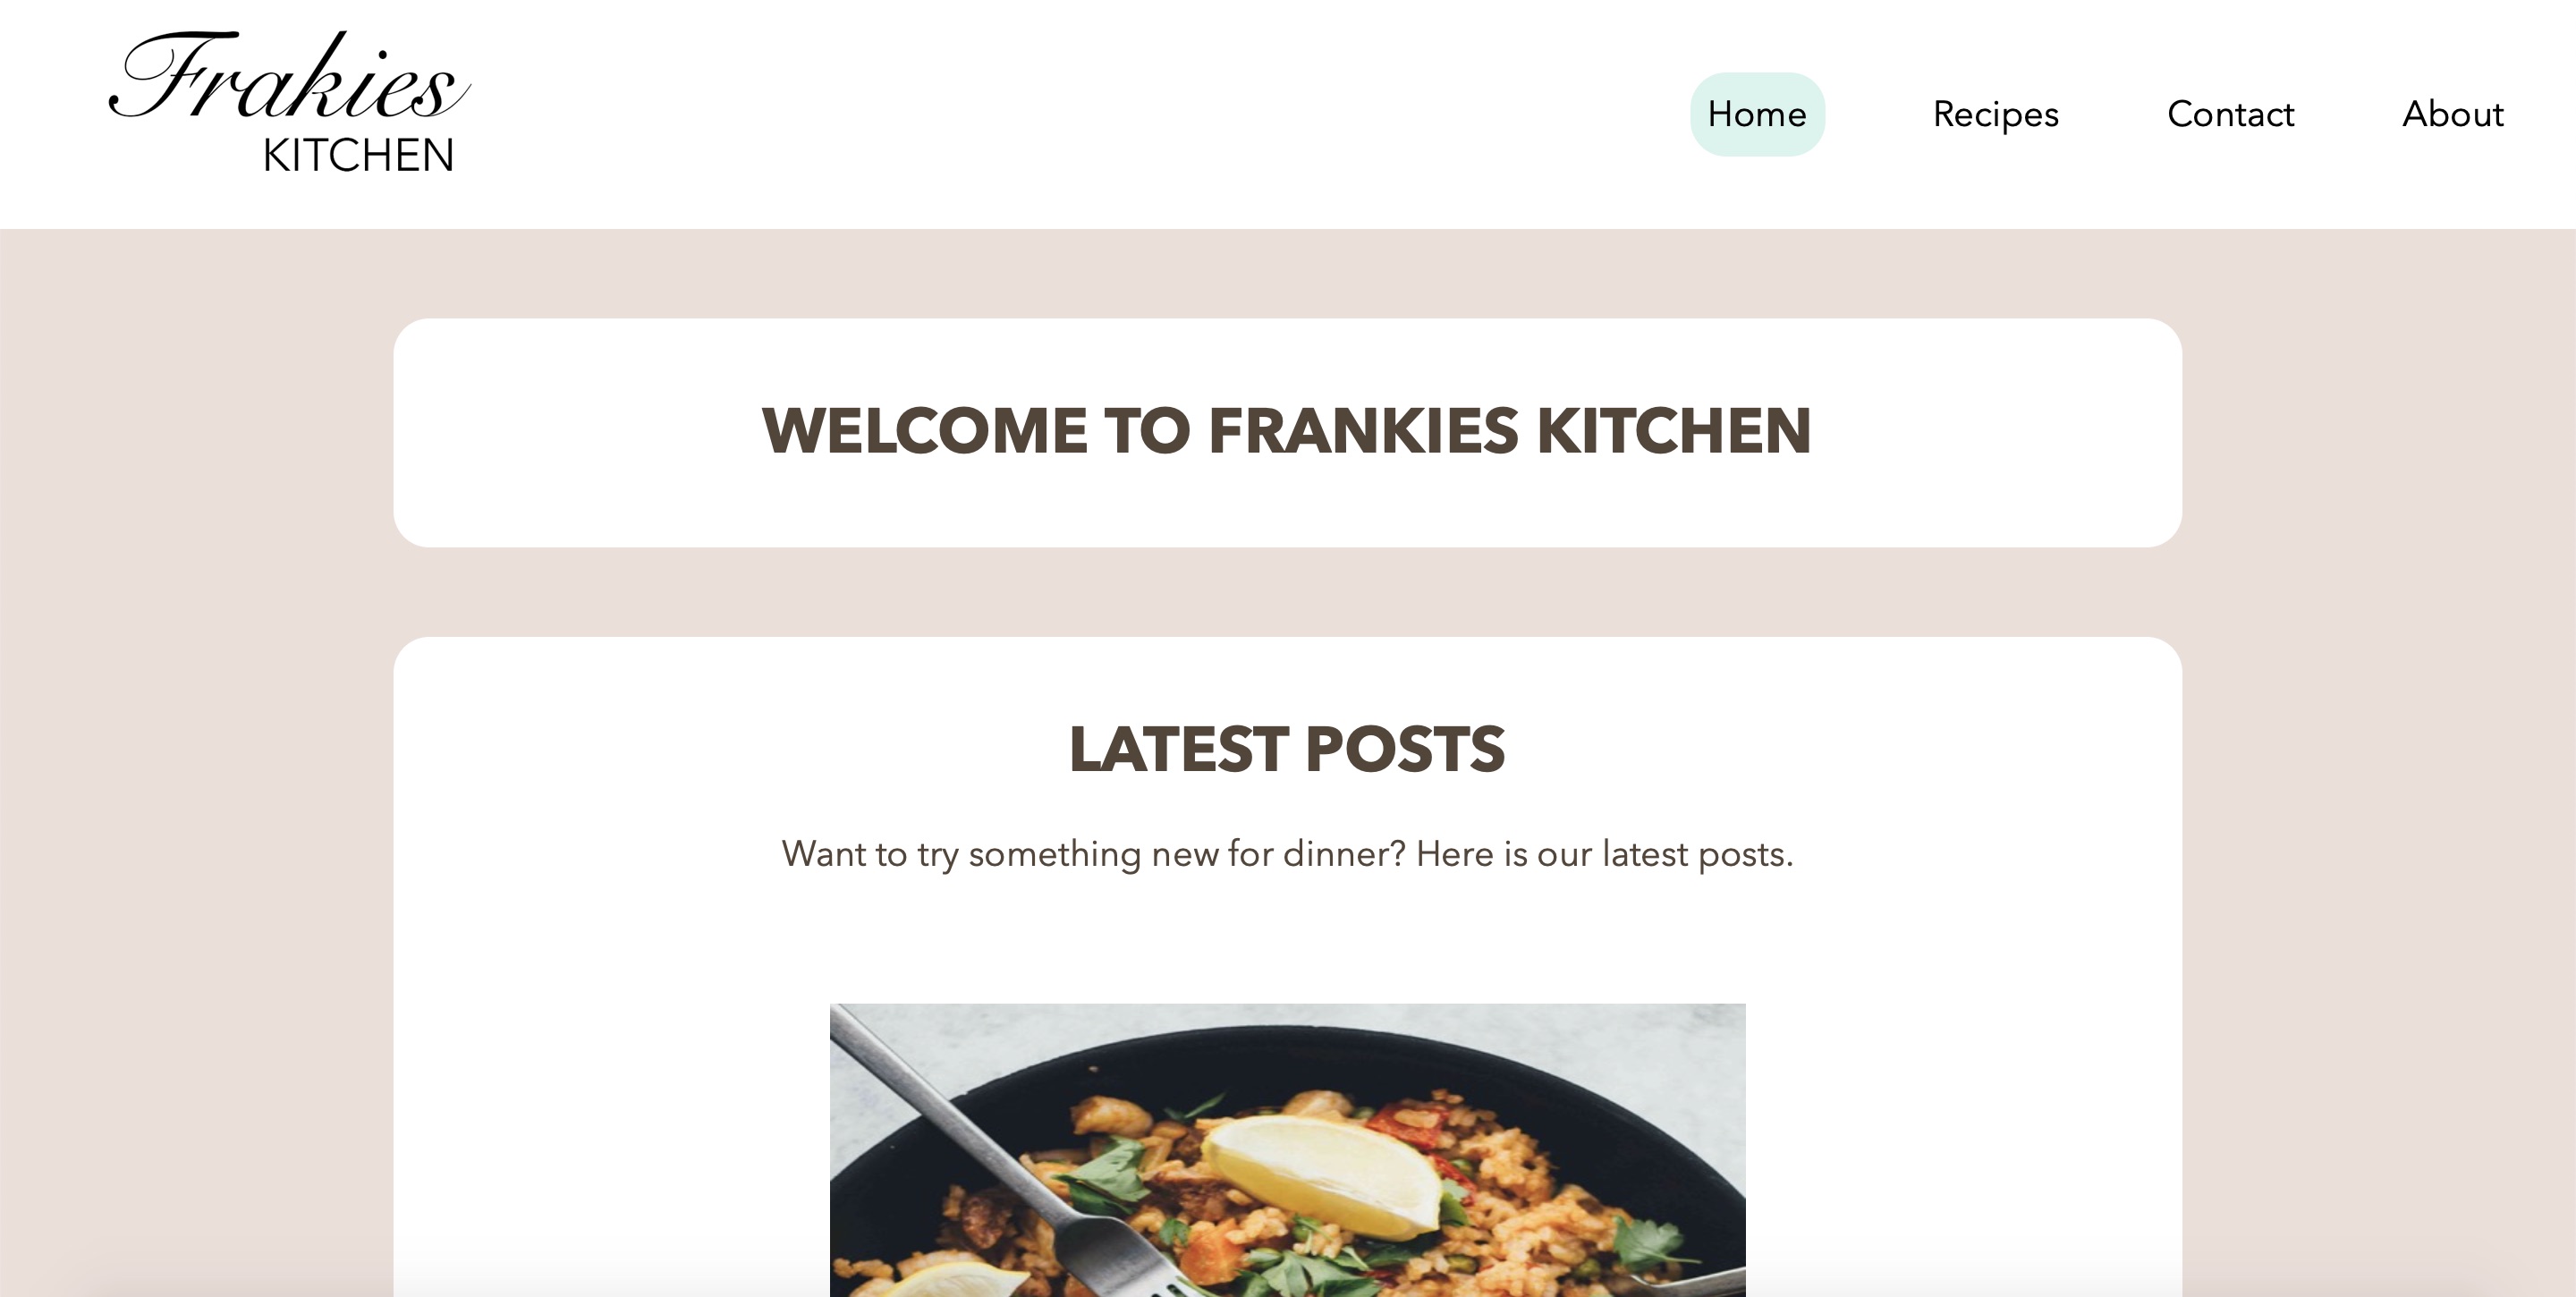 Frakies
KITCHEN
Home Recipes Contact About
WELCOME TO FRANKIES KITCHEN
LATEST POSTS
Want to try something new for dinner? Here is our latest posts.